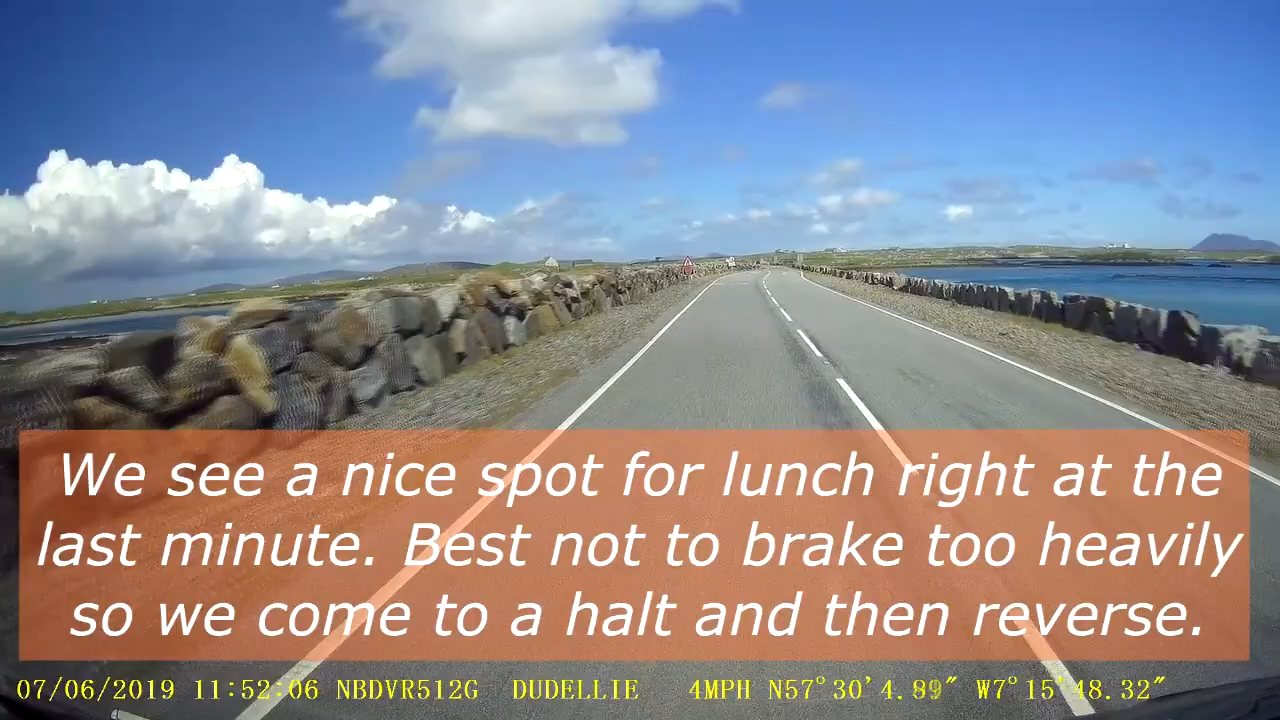 We see a nice spot for lunch right at the
last minute. Best not to brake too heavily
so we come to a halt and then reverse.
07/06/2019 11:52:06 NBDVR512G DUDELLIE 4MPH N57°30'4.89" W7°15'48.32"